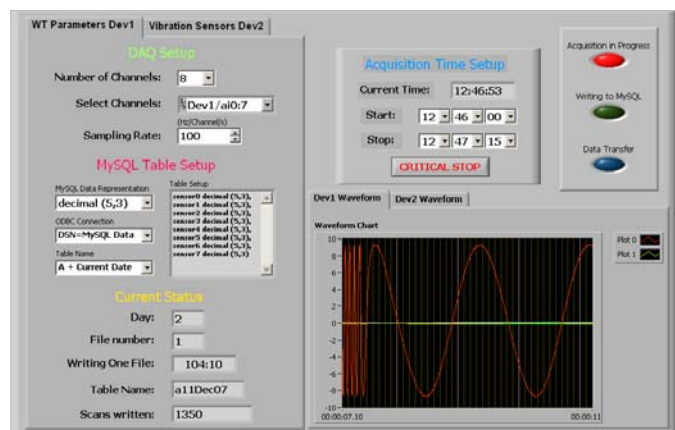 WT Parameters Dev1
Vibration Sensors Dev2
DAQ Setup
Number of Channels: 8
Select Channels: Dev1/ai0:7
(Hz/Channel/s)
Sampling Rate: 100
MySQL Table Setup
MySQL Data Representation
decimal (5,3)
ODBC Connection
DSN=MySQL Data
Table Name
A + Current Date
Table Setup
sensor0 decimal (5,3),
sensor1 decimal (5,3),
sensor2 decimal (5,3),
sensor3 decimal (5,3),
sensor4 decimal (5,3),
sensor5 decimal (5,3),
sensor6 decimal (5,3),
sensor7 decimal (5,3)
Current Status
Day: 2
File number: 1
Writing One File: 104:10
Table Name: a11Dec07
Scans written: 1350
Acquisition Time Setup
Current Time: 12:46:53
Start: 12 46 00
Stop: 12 47 15
CRITICAL STOP
Acquisition in Progress
Writing to MySQL
Data Transfer
Dev1 Waveform
Dev2 Waveform
Waveform Chart
Plot 0
Plot 1
10
8
6
4
2
0
-2
-4
-6
-8
-10
00:00:07.10
00:00:11